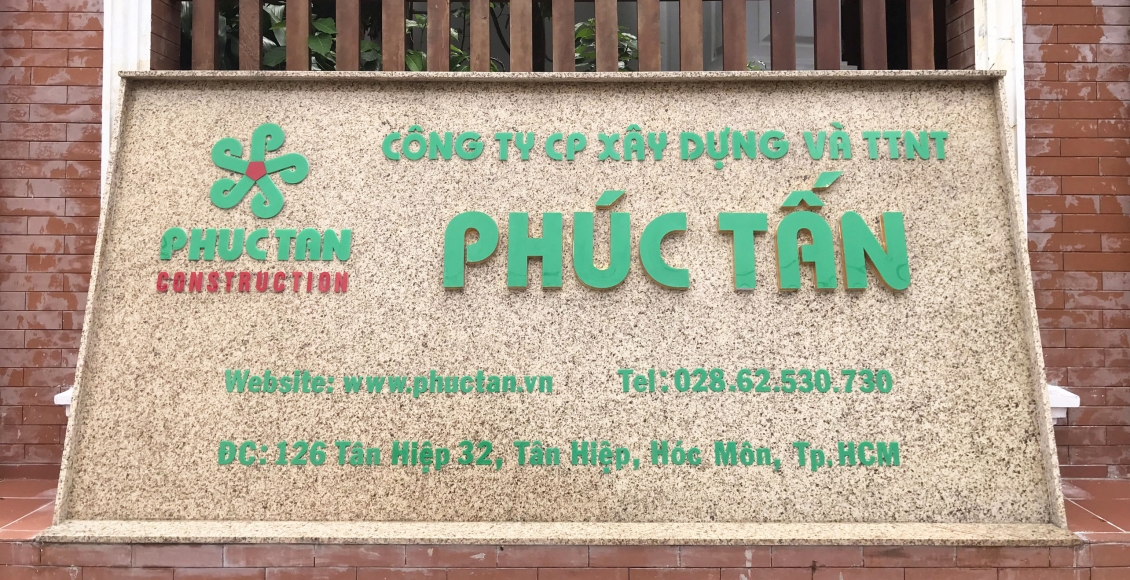 PHUCTAN
CONSTRUCTION
CÔNG TY CP XÂY DỰNG VÀ TTNT
PHÚC TẤN
Website: www.phuctan.vn Tel: 028.62.530.730
ĐC: 126 Tân Hiệp 32, Tân Hiệp, Hóc Môn, Tp.HCM